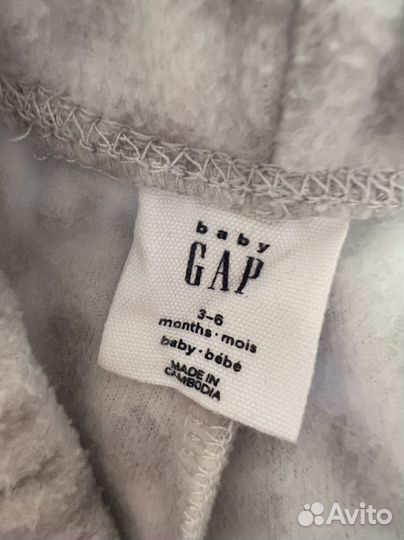 baby
GAP
3-6
months·mois
baby·bébé
MADE IN
CAMBODIA
Avito